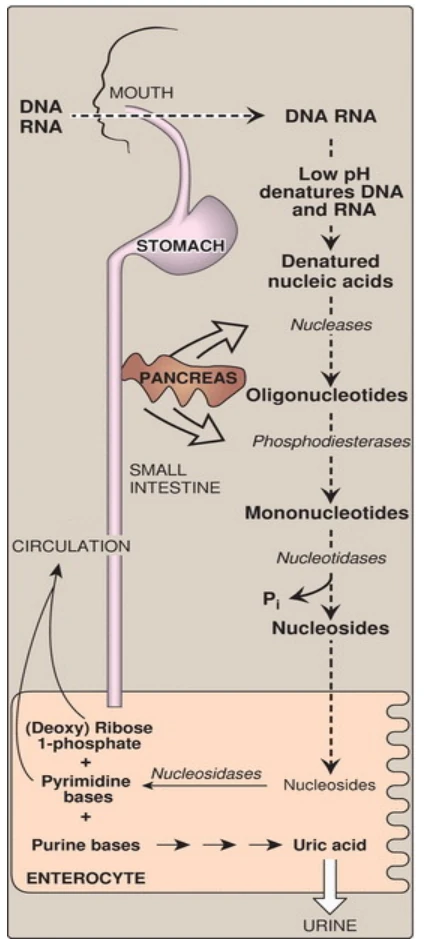 MOUTH
DNA
RNA
DNA RNA
Low pH
denatures DNA
and RNA
STOMACH
Denatured
nucleic acids
Nucleases
PANCREAS
Oligonucleotides
Phosphodiesterases
SMALL
INTESTINE
Mononucleotides
CIRCULATION
Nucleotidases
Pi
Nucleosides
(Deoxy) Ribose
1-phosphate
+
Pyrimidine
bases
Nucleosidases
Nucleosides
+
Purine bases
Uric acid
ENTEROCYTE
URINE